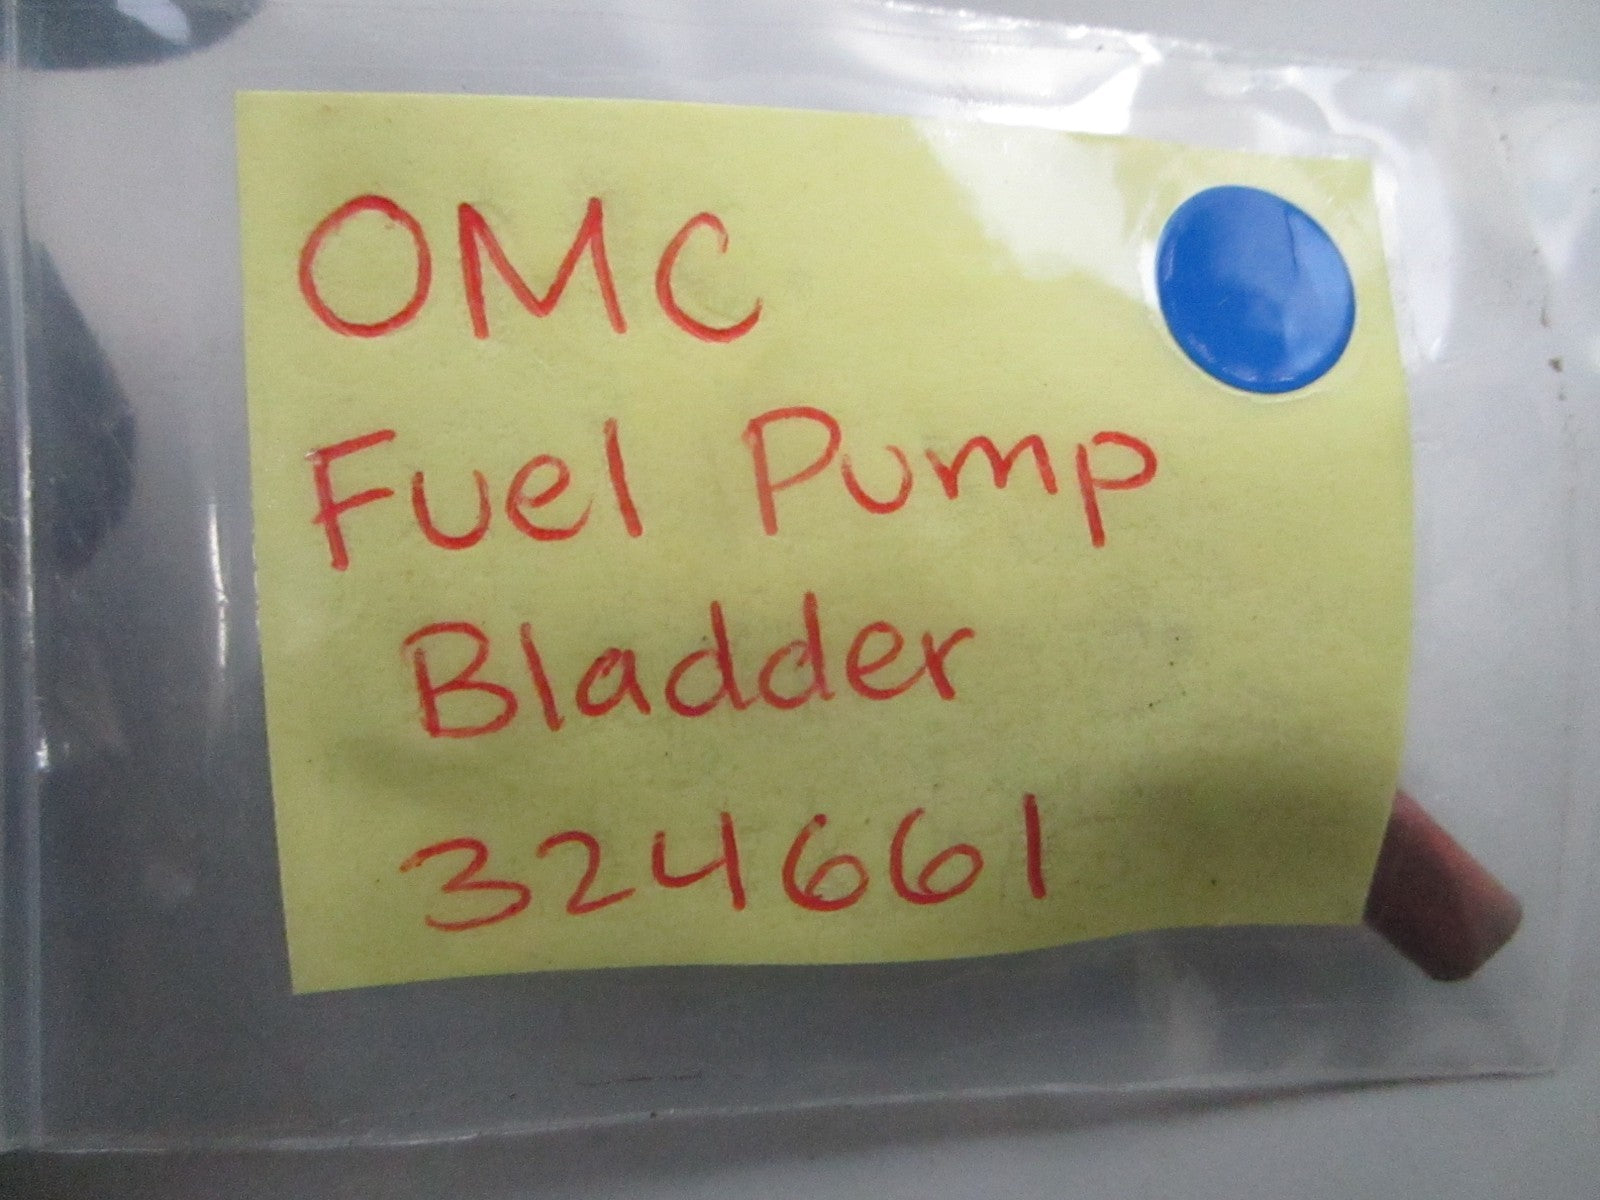 OMC
Fuel Pump
Bladder
324661